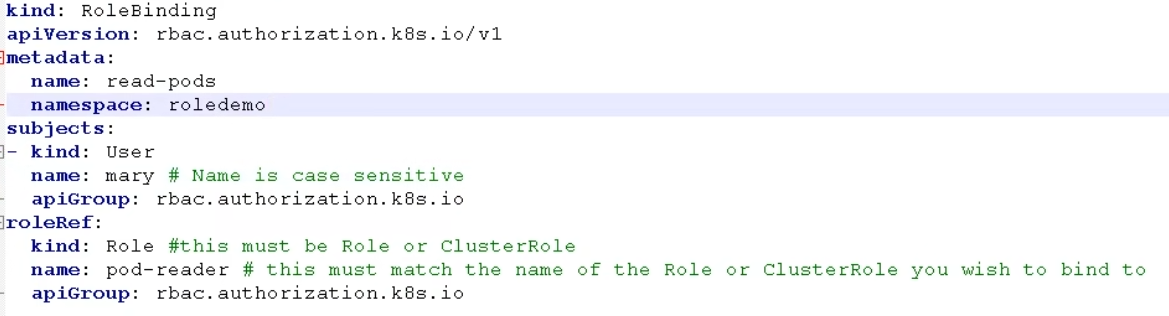 kind: RoleBinding
apiVersion: rbac.authorization.k8s.io/v1
metadata:
  name: read-pods
  namespace: roledemo
subjects:
- kind: User
  name: mary # Name is case sensitive
  apiGroup: rbac.authorization.k8s.io
roleRef:
  kind: Role #this must be Role or ClusterRole
  name: pod-reader # this must match the name of the Role or ClusterRole you wish to bind to
  apiGroup: rbac.authorization.k8s.io